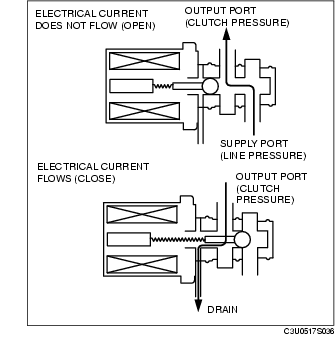 ELECTRICAL CURRENT
DOES NOT FLOW (OPEN)
OUTPUT PORT
(CLUTCH PRESSURE)
SUPPLY PORT
(LINE PRESSURE)
ELECTRICAL CURRENT
FLOWS (CLOSE)
OUTPUT PORT
(CLUTCH
PRESSURE)
DRAIN
C3U0517S036